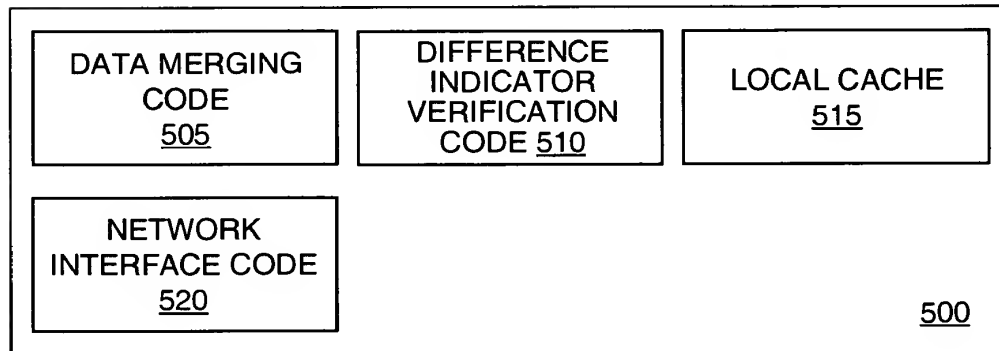 DATA MERGING
CODE
505
DIFFERENCE
INDICATOR
VERIFICATION
CODE 510
LOCAL CACHE
515
NETWORK
INTERFACE CODE
520
500